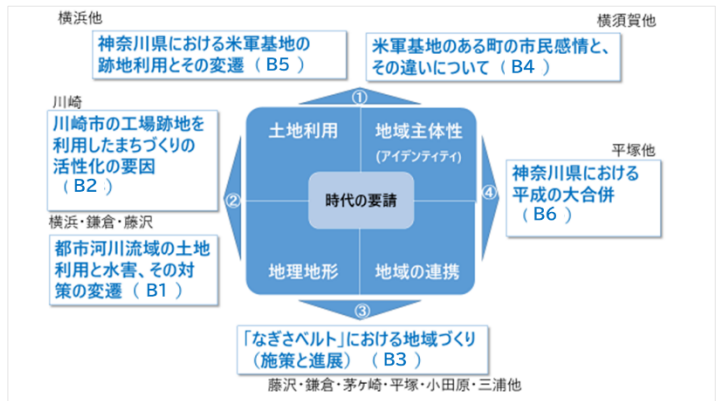 横浜他
神奈川県における米軍基地の
跡地利用とその変遷（ B5 ）
横須賀他
米軍基地のある町の市民感情と、
その違いについて（ B4 ）
川崎
川崎市の工場跡地を
利用したまちづくりの
活性化の要因
（ B2 ）
横浜・鎌倉・藤沢
都市河川流域の土地
利用と水害、その対
策の変遷（ B1 ）
①
土地利用
地域主体性
(アイデンティティ)
②
時代の要請
④
地理地形
地域の連携
③
平塚他
神奈川県における
平成の大合併
（ B6 ）
「なぎさベルト」における地域づくり
（施策と進展）（ B3 ）
藤沢・鎌倉・茅ヶ崎・平塚・小田原・三浦他